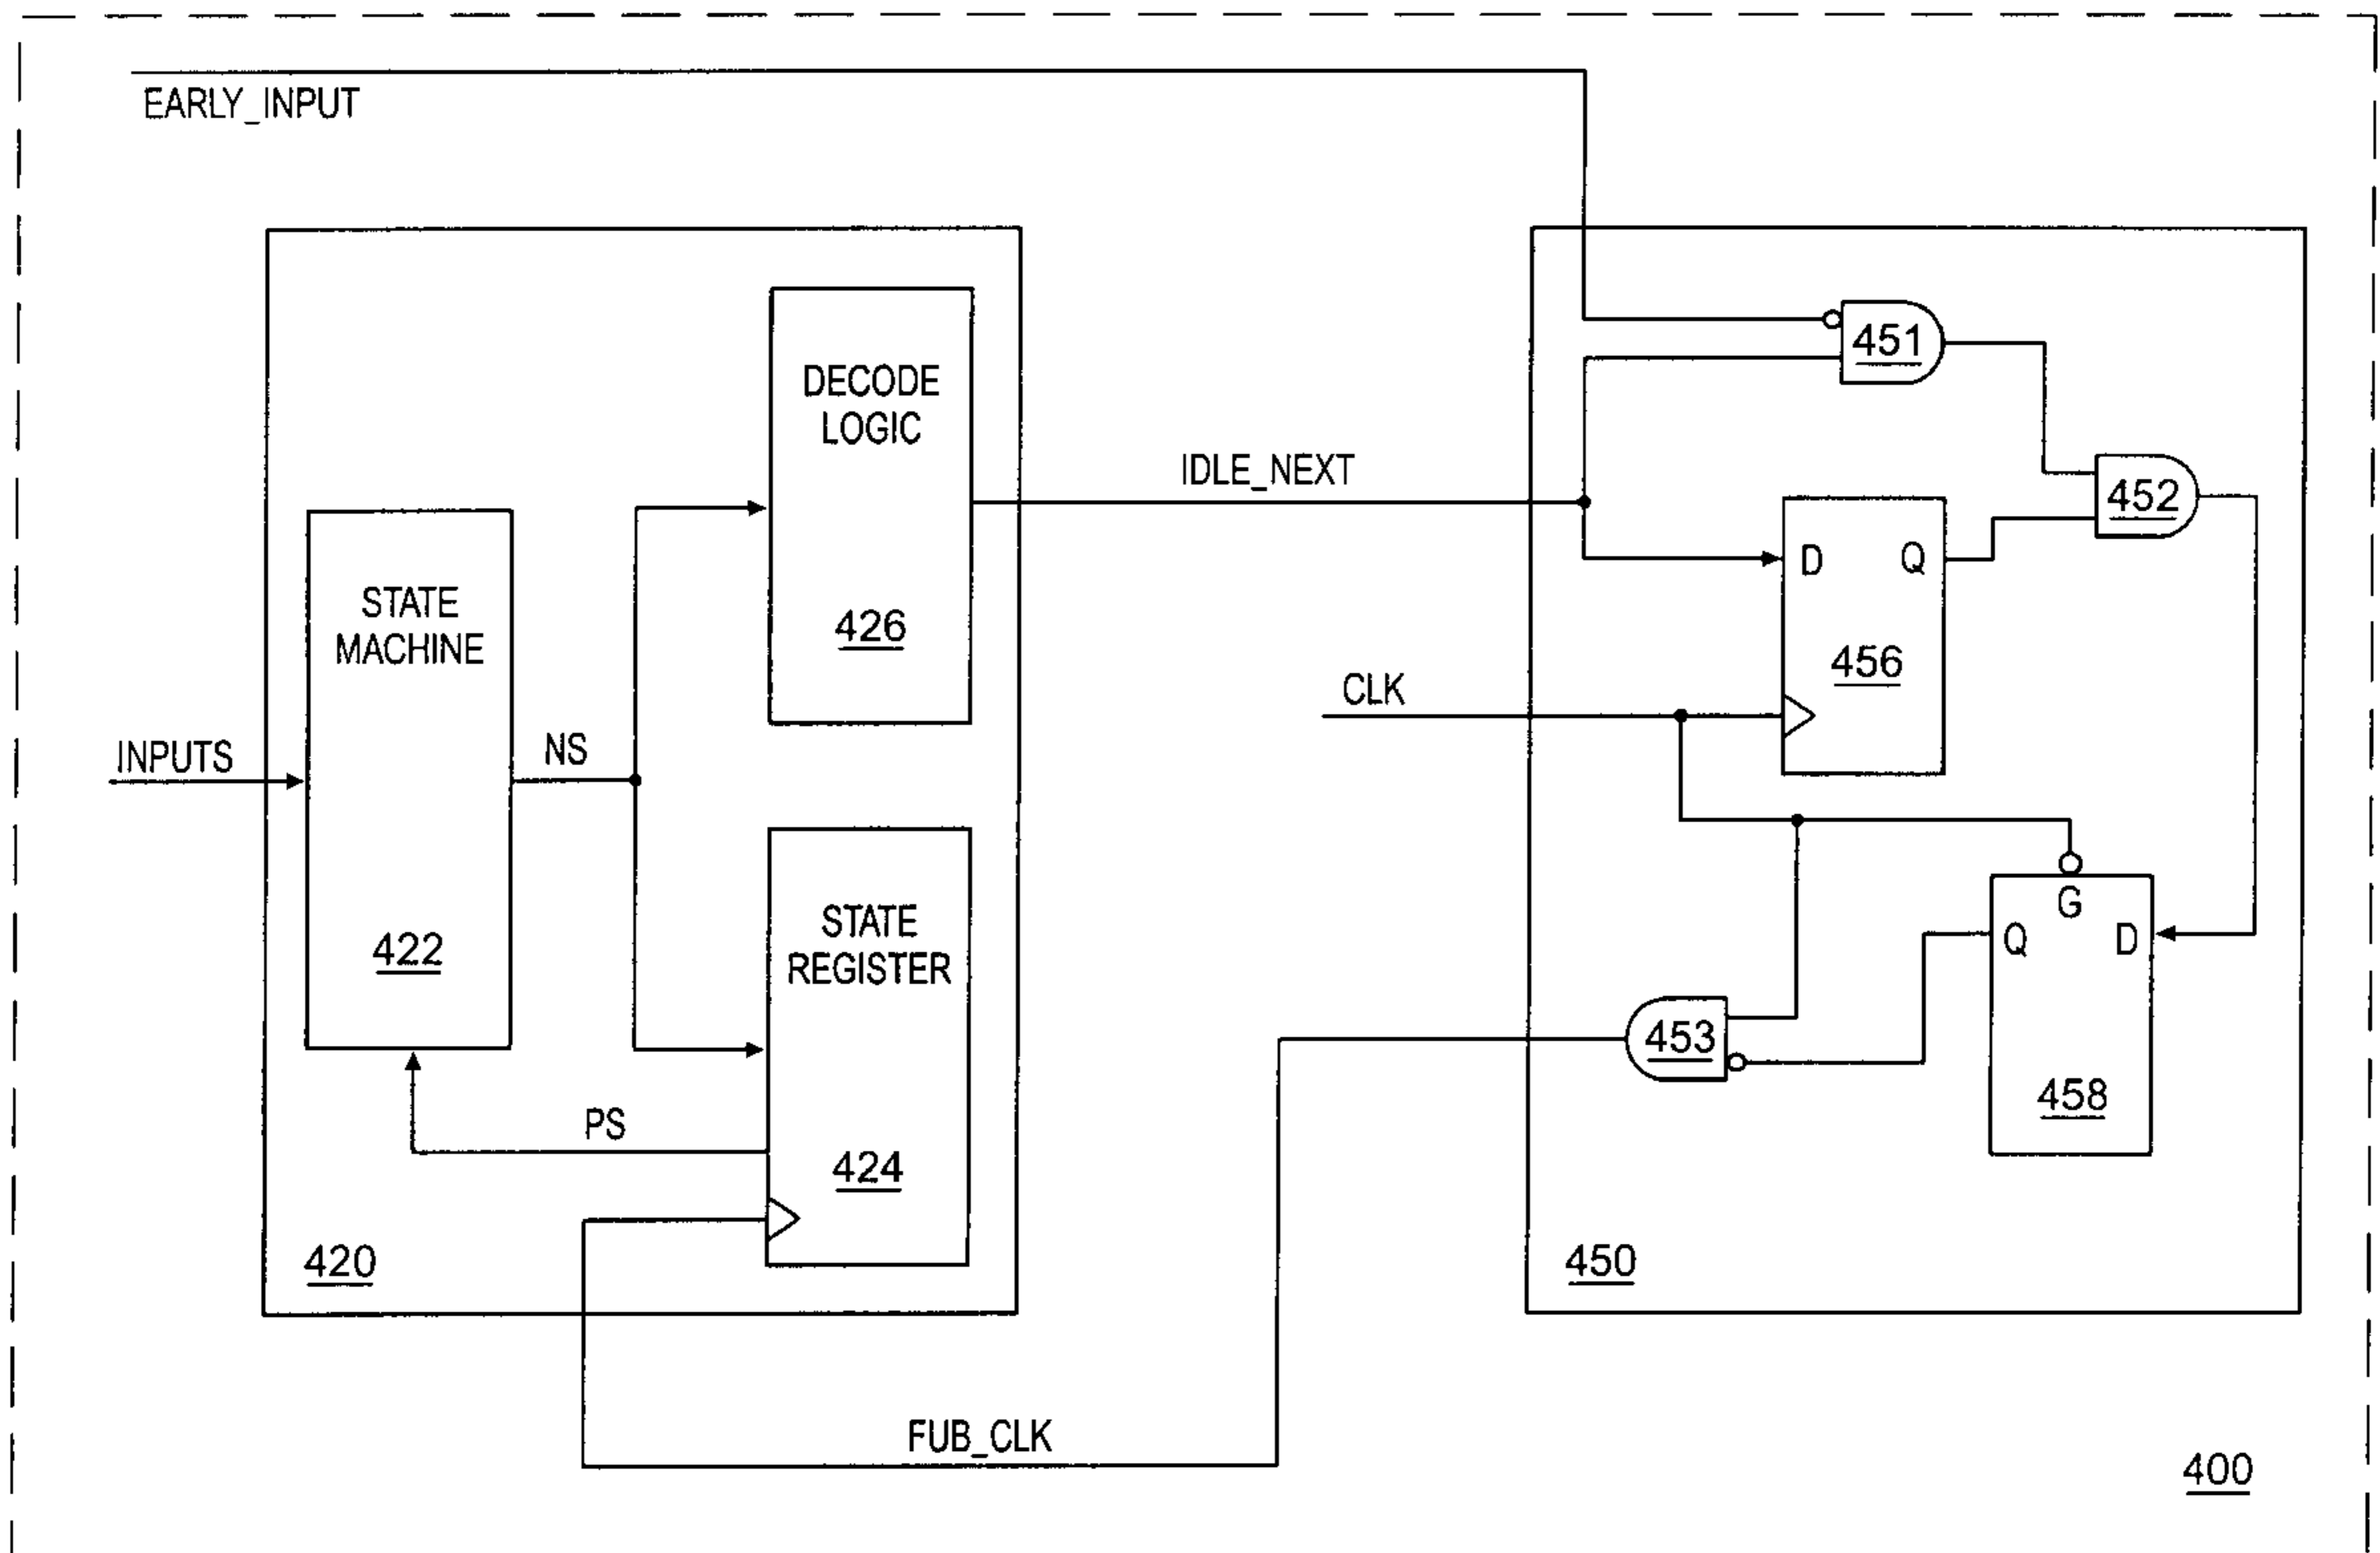 EARLY_INPUT
INPUTS
STATE
MACHINE
422
NS
DECODE
LOGIC
426
STATE
REGISTER
424
PS
420
IDLE_NEXT
CLK
FUB_CLK
451
452
D
Q
456
G
Q
D
458
453
450
400